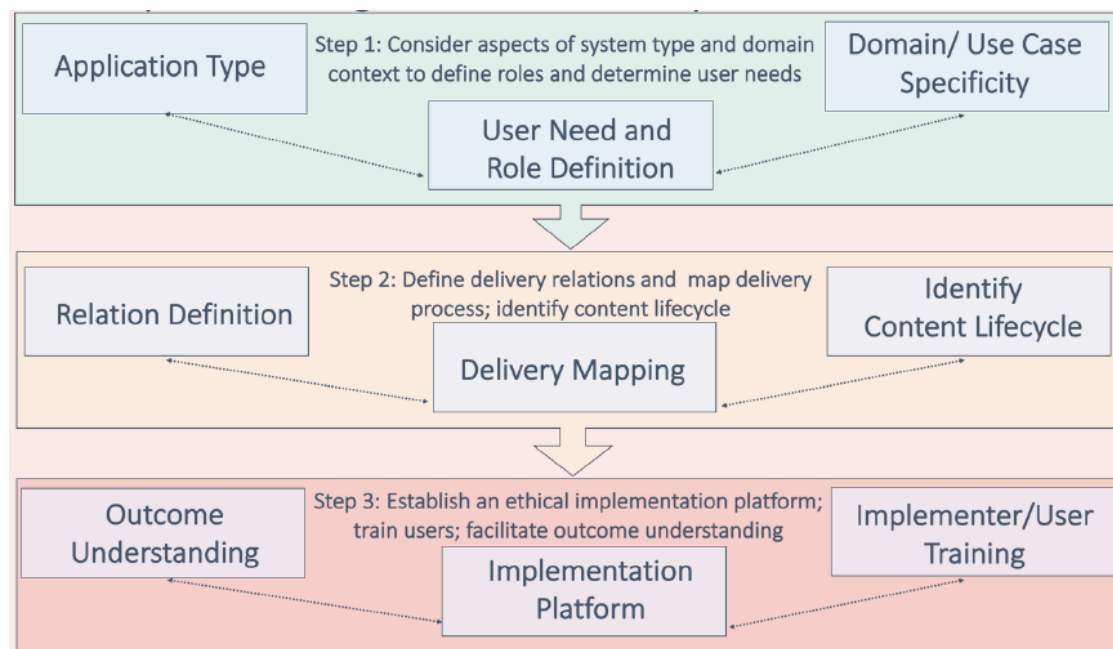 Application Type
Step 1: Consider aspects of system type and domain
context to define roles and determine user needs
Domain/ Use Case
Specificity
User Need and
Role Definition
Relation Definition
Step 2: Define delivery relations and map delivery
process; identify content lifecycle
Identify
Content Lifecycle
Delivery Mapping
Outcome
Understanding
Step 3: Establish an ethical implementation platform;
train users; facilitate outcome understanding
Implementer/User
Training
Implementation
Platform